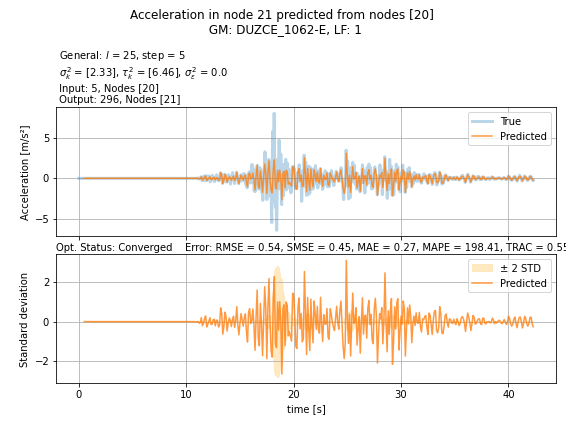 Acceleration in node 21 predicted from nodes [20]
GM: DUZCE_1062-E, LF: 1
General: l = 25, step = 5
σ²ₖ = [2.33], τ²ₖ = [6.46], σ²ε = 0.0
Input: 5, Nodes [20]
Output: 296, Nodes [21]
True
Predicted
Acceleration [m/s²]
5
0
−5
Opt. Status: Converged Error: RMSE = 0.54, SMSE = 0.45, MAE = 0.27, MAPE = 198.41, TRAC = 0.55
± 2 STD
Predicted
Standard deviation
2
0
−2
0 10 20 30 40
time [s]